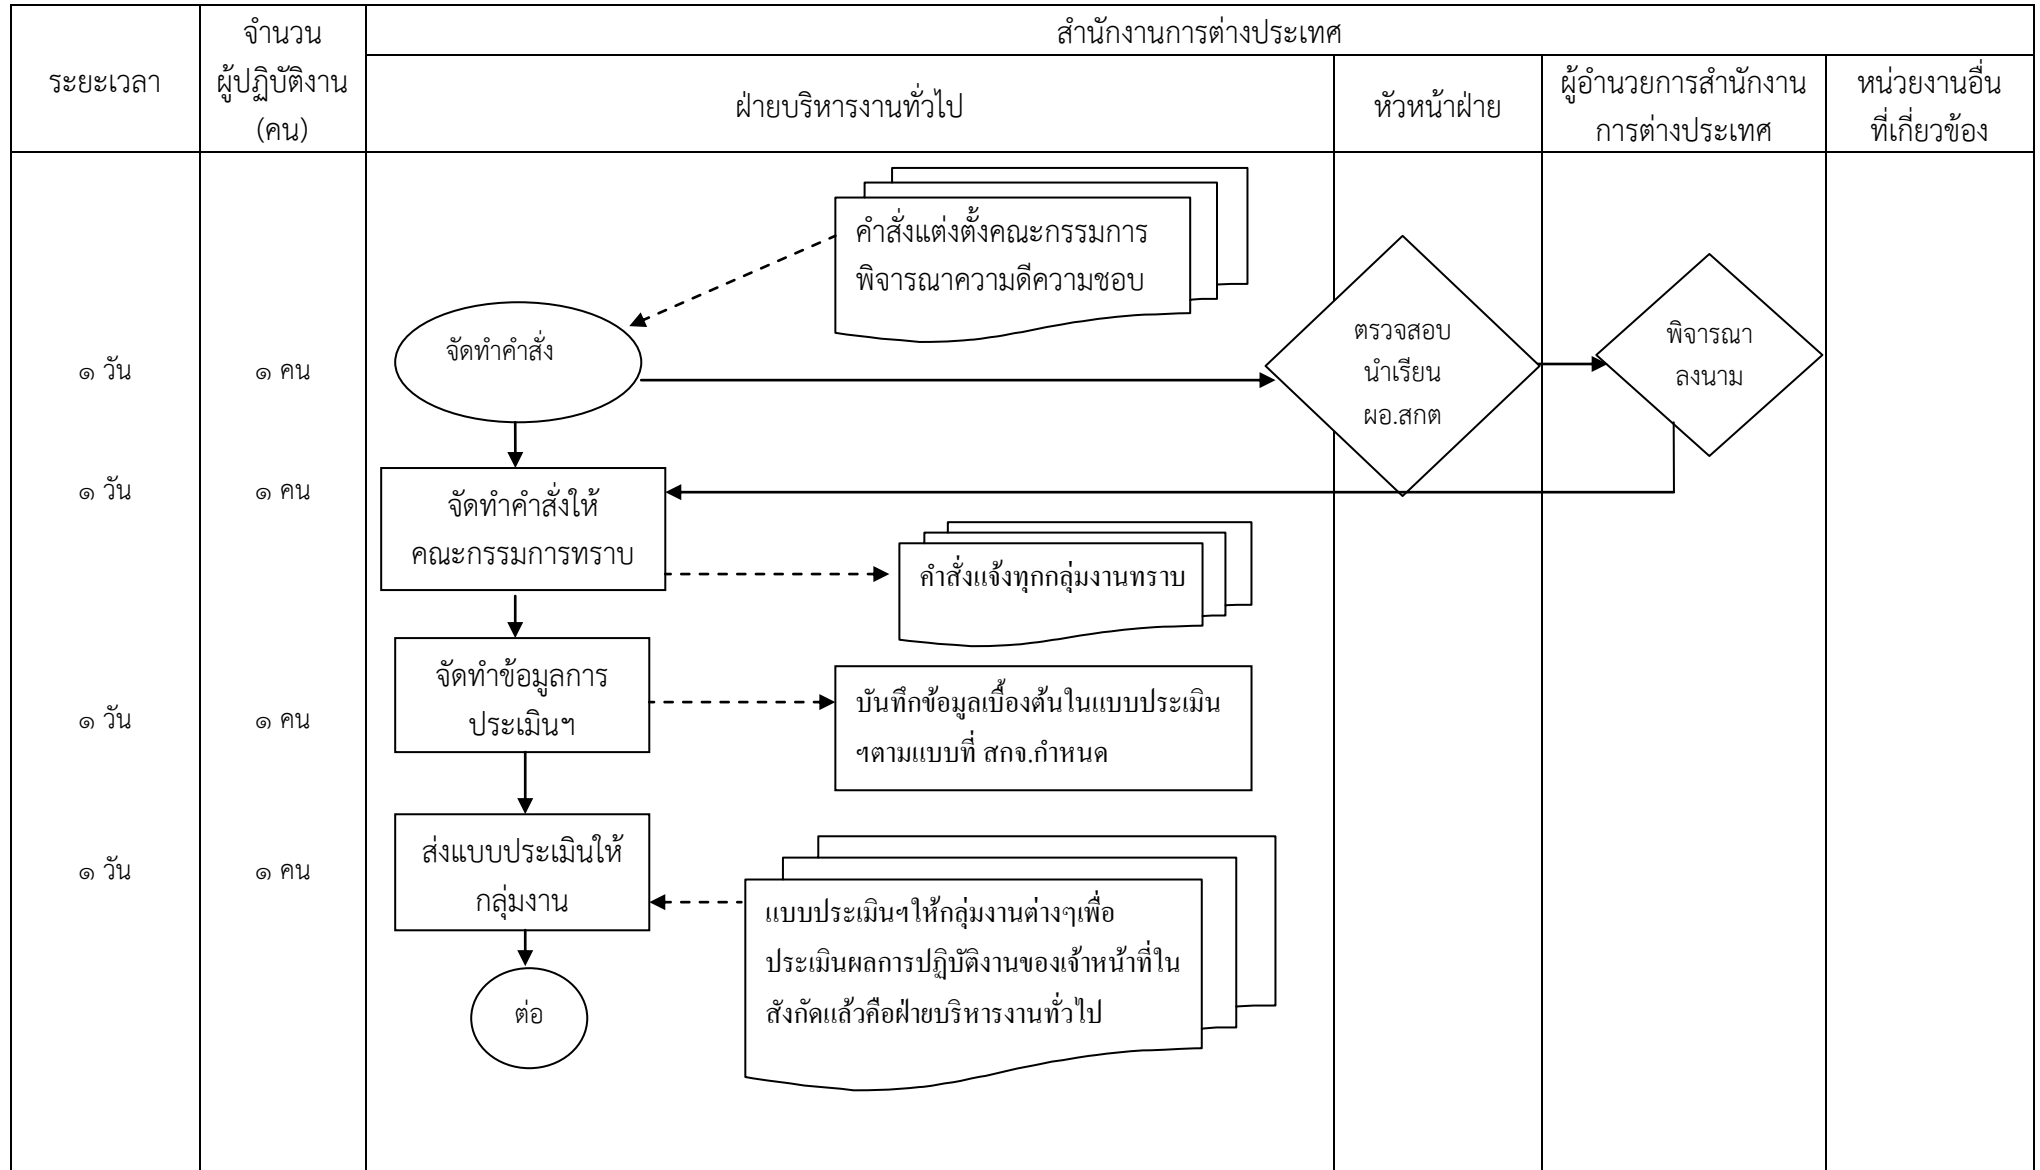 ระยะเวลา
จำนวน
ผู้ปฏิบัติงาน
(คน)
สำนักงานการต่างประเทศ
ฝ่ายบริหารงานทั่วไป
หัวหน้าฝ่าย
ผู้อำนวยการสำนักงาน
การต่างประเทศ
หน่วยงานอื่น
ที่เกี่ยวข้อง
คำสั่งแต่งตั้งคณะกรรมการ
พิจารณาความดีความชอบ
๑ วัน
๑ คน
จัดทำคำสั่ง
ตรวจสอบ
นำเรียน
ผอ.สกต
พิจารณา
ลงนาม
๑ วัน
๑ คน
จัดทำคำสั่งให้
คณะกรรมการทราบ
คำสั่งแจ้งทุกกลุ่มงานทราบ
๑ วัน
๑ คน
จัดทำข้อมูลการ
ประเมินฯ
บันทึกข้อมูลเบื้องต้นในแบบประเมิน
ฯตามแบบที่ สกจ.กำหนด
๑ วัน
๑ คน
ส่งแบบประเมินให้
กลุ่มงาน
แบบประเมินฯให้กลุ่มงานต่างๆเพื่อ
ประเมินผลการปฏิบัติงานของเจ้าหน้าที่ใน
สังกัดแล้วคือฝ่ายบริหารงานทั่วไป
ต่อ